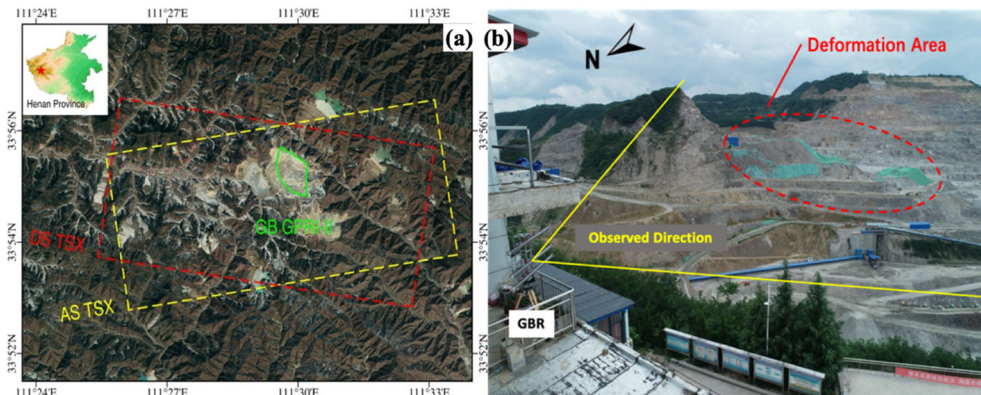 111°24'E 111°27'E 111°30'E 111°33'E
(a)
33°56'N
33°54'N
33°52'N
Henan Province
GB GPRI-II
DS TSX
AS TSX
33°56'N
33°54'N
33°52'N
111°24'E 111°27'E 111°30'E 111°33'E
(b)
N
Deformation Area
Observed Direction
GBR